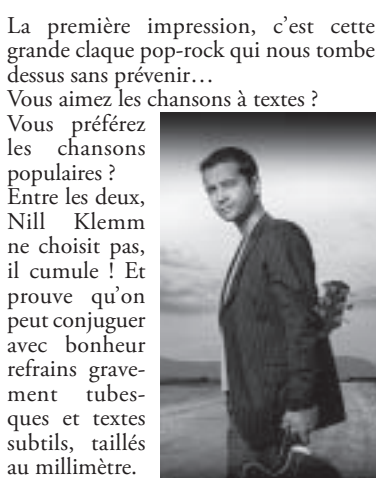 La première impression, c’est cette
grande claque pop-rock qui nous tombe
dessus sans prévenir…
Vous aimez les chansons à textes ?
Vous préférez
les chansons
populaires ?
Entre les deux,
Nill Klemm
ne choisit pas,
il cumule ! Et
prouve qu’on
peut conjuguer
avec bonheur
refrains grave-
ment tubes-
ques et textes
subtils, taillés
au millimètre.